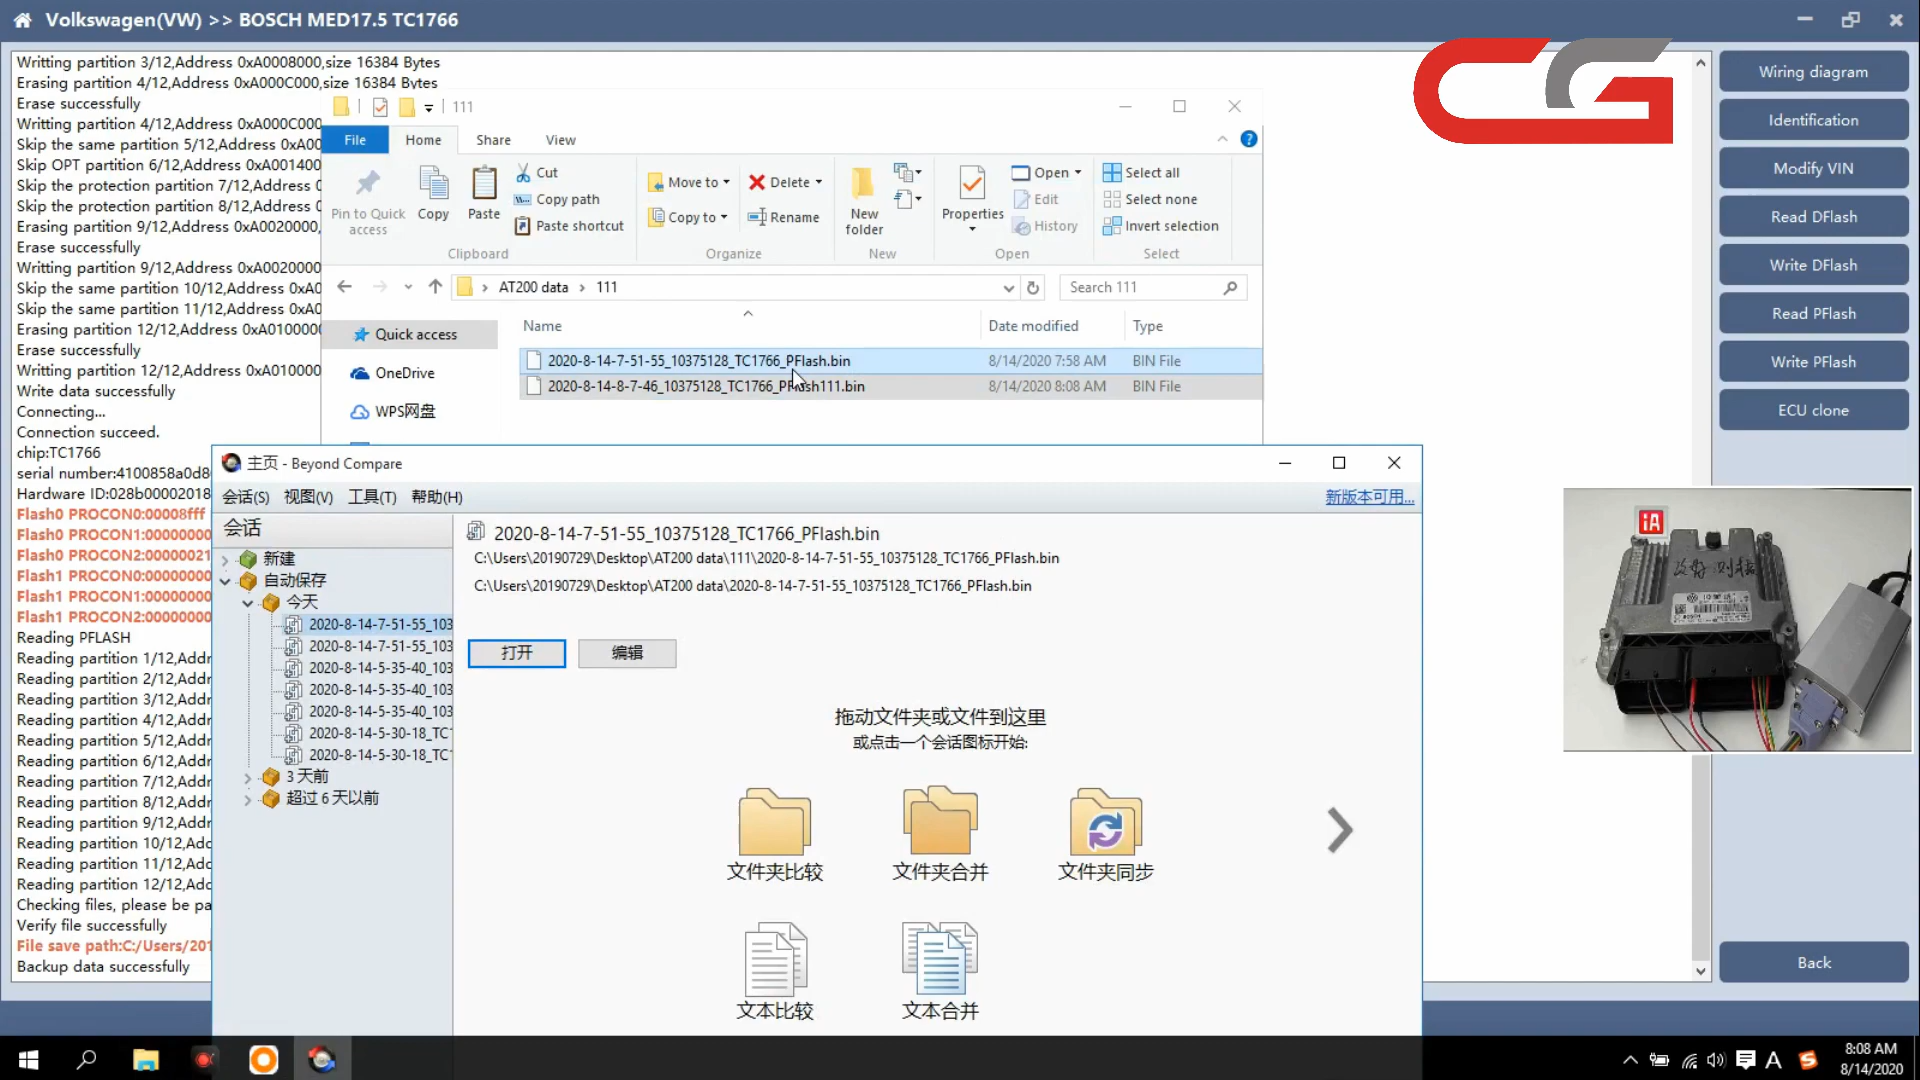 Volkswagen(VW) >> BOSCH MED17.5 TC1766
Writting partition 3/12,Address 0xA0008000,size 16384 Bytes
Erasing partition 4/12,Address 0xA000C000,size 16384 Bytes
Erase successfully
Writting partition 4/12,Address 0xA000C000
Skip the same partition 5/12,Address 0xA00
Skip OPT partition 6/12,Address 0xA001400
Skip the protection partition 7/12,Address
Skip the protection partition 8/12,Address
Erasing partition 9/12,Address 0xA0020000,
Erase successfully
Writting partition 9/12,Address 0xA0020000
Skip the same partition 10/12,Address 0xA0
Skip the same partition 11/12,Address 0xA0
Erasing partition 12/12,Address 0xA0100000
Erase successfully
Writting partition 12/12,Address 0xA010000
Write data successfully
Connecting...
Connection succeed.
chip:TC1766
serial number:4100858a0d8
Hardware ID:028b00002018
Flash0 PROCON0:00008fff
Flash0 PROCON1:00000000
Flash0 PROCON2:00000021
Flash1 PROCON0:00000000
Flash1 PROCON1:00000000
Flash1 PROCON2:00000000
Reading PFLASH
Reading partition 1/12,Addr
Reading partition 2/12,Addr
Reading partition 3/12,Addr
Reading partition 4/12,Addr
Reading partition 5/12,Addr
Reading partition 6/12,Addr
Reading partition 7/12,Addr
Reading partition 8/12,Addr
Reading partition 9/12,Addr
Reading partition 10/12,Adc
Reading partition 11/12,Adc
Reading partition 12/12,Adc
Checking files, please be pa
Verify file successfully
File save path:C:/Users/201
Backup data successfully
111
File
Home
Share
View
Pin to Quick access
Copy
Paste
Cut
Copy path
Paste shortcut
Clipboard
Move to
Copy to
Delete
Rename
Organize
New folder
New
Properties
Open
Edit
History
Open
Select all
Select none
Invert selection
Select
AT200 data > 111
Search 111
Quick access
OneDrive
WPS网盘
Name
Date modified
Type
2020-8-14-7-51-55_10375128_TC1766_PFlash.bin 8/14/2020 7:58 AM BIN File
2020-8-14-8-7-46_10375128_TC1766_PFlash111.bin 8/14/2020 8:08 AM BIN File
主页 - Beyond Compare
会话(S) 视图(V) 工具(T) 帮助(H)
新版本可用...
会话
新建
自动保存
今天
2020-8-14-7-51-55_103
2020-8-14-7-51-55_103
2020-8-14-5-35-40_103
2020-8-14-5-35-40_103
2020-8-14-5-35-40_103
2020-8-14-5-30-18_TC
2020-8-14-5-30-18_TC
3 天前
超过 6 天以前
2020-8-14-7-51-55_10375128_TC1766_PFlash.bin
C:\Users\20190729\Desktop\AT200 data\111\2020-8-14-7-51-55_10375128_TC1766_PFlash.bin
C:\Users\20190729\Desktop\AT200 data\2020-8-14-7-51-55_10375128_TC1766_PFlash.bin
打开
编辑
拖动文件夹或文件到这里
或点击一个会话图标开始:
文件夹比较
文件夹合并
文件夹同步
文本比较
文本合并
CG
Wiring diagram
Identification
Modify VIN
Read DFlash
Write DFlash
Read PFlash
Write PFlash
ECU clone
iA
Back
A
8:08 AM
8/14/2020